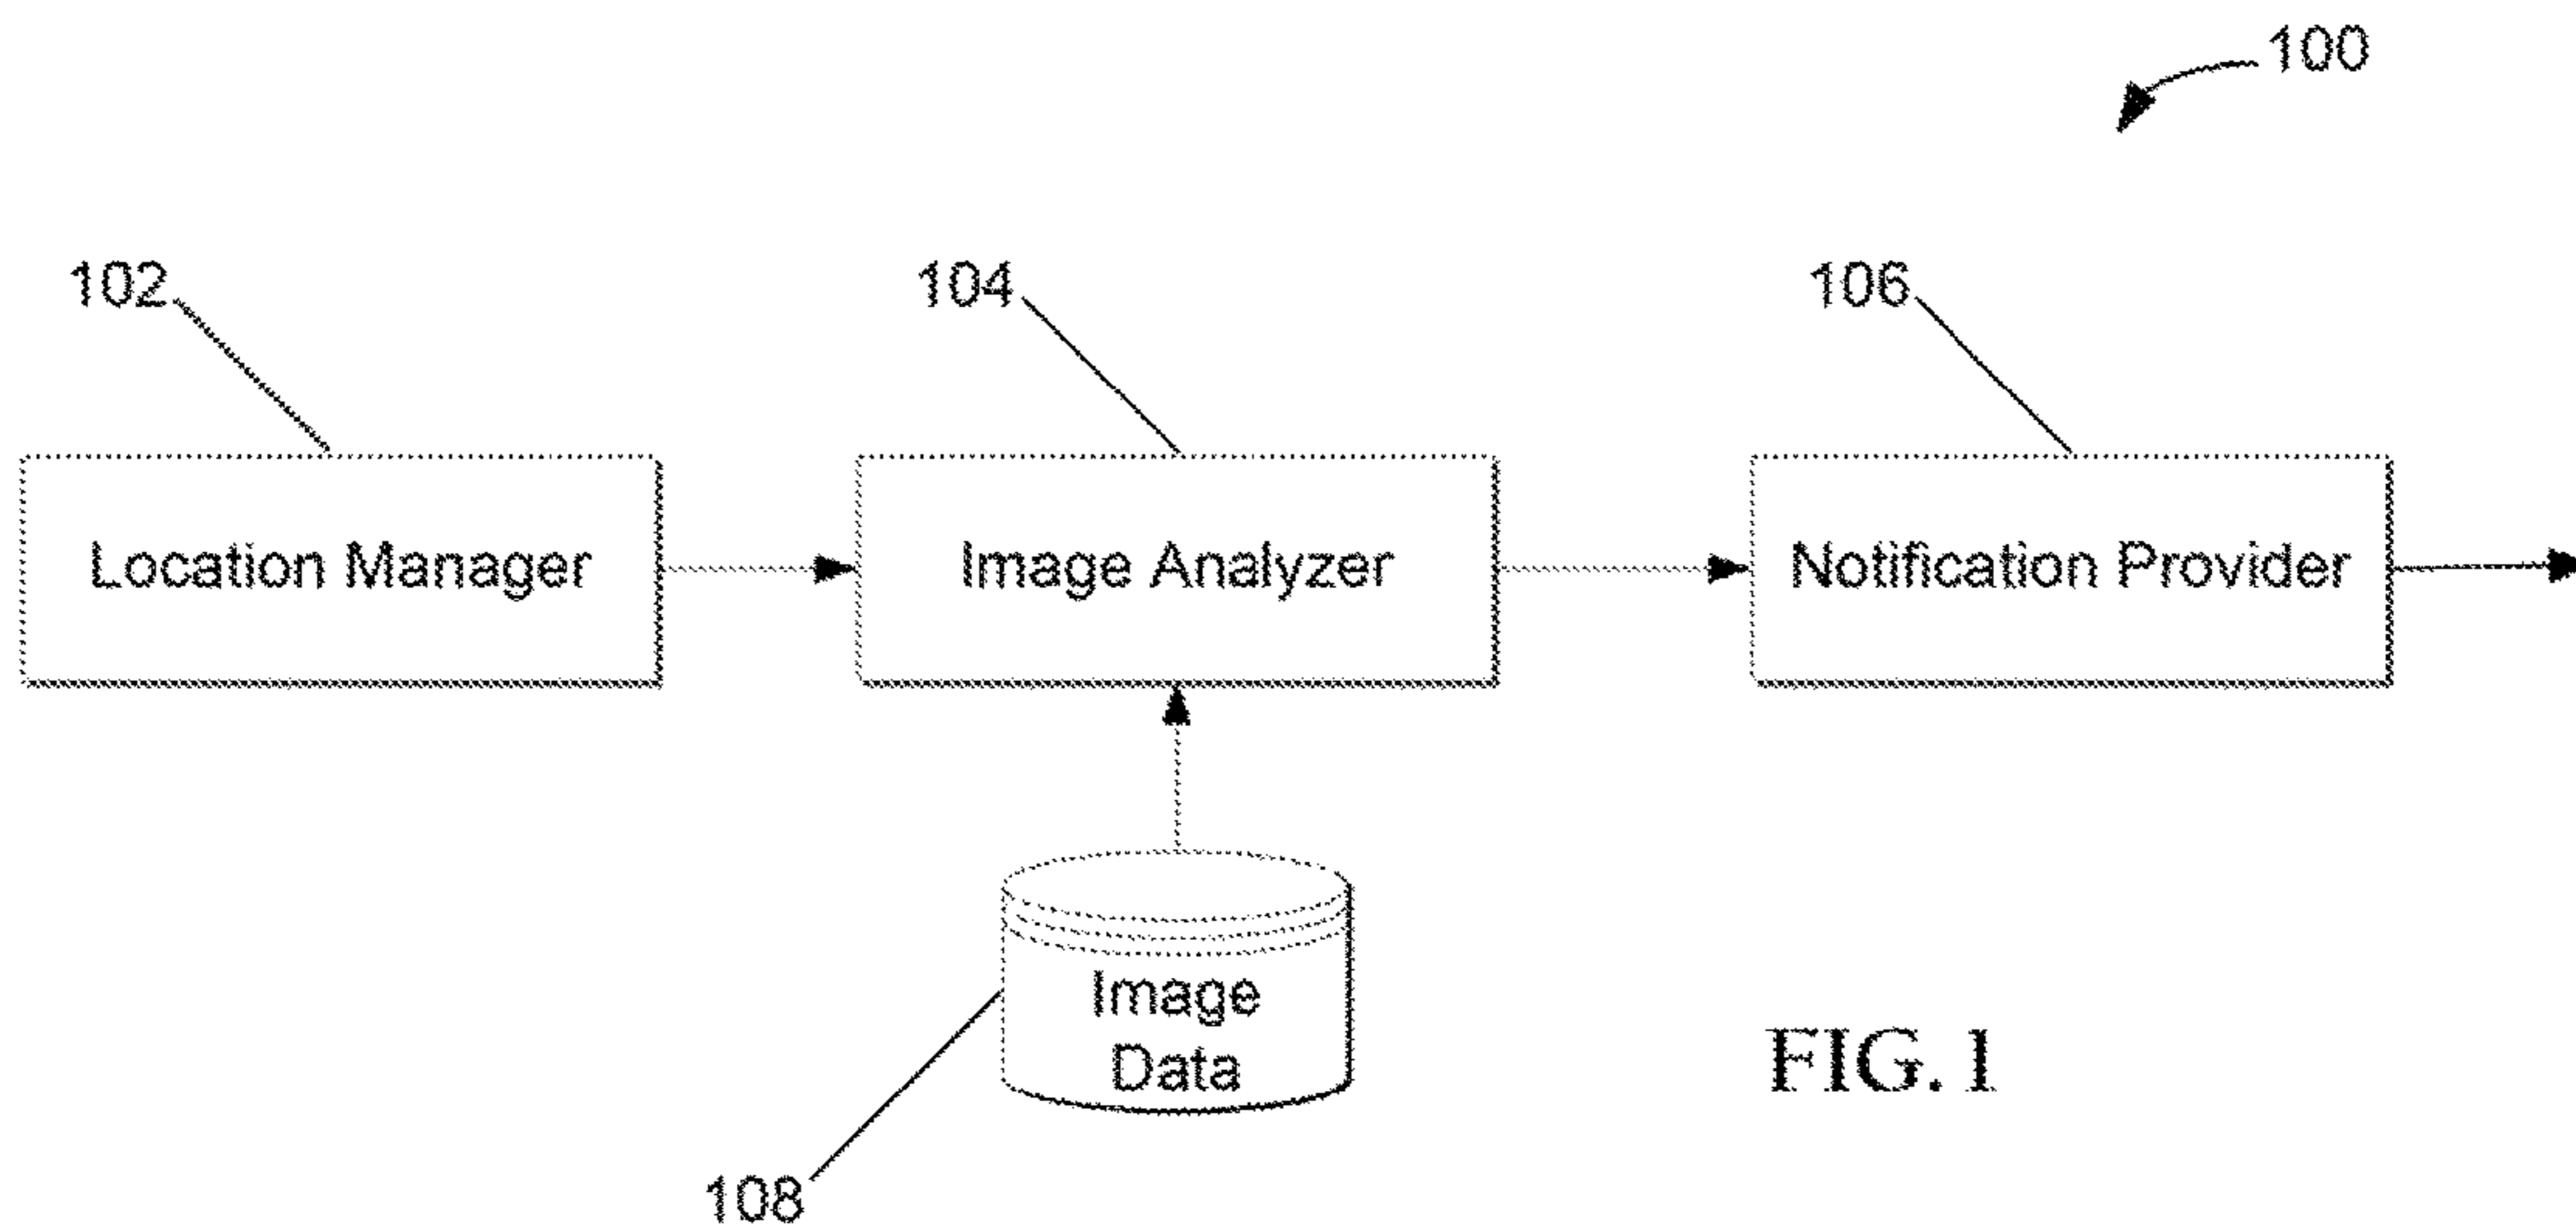 100
102
104
106
Location Manager
Image Analyzer
Notification Provider
Image
Data
108
FIG. 1